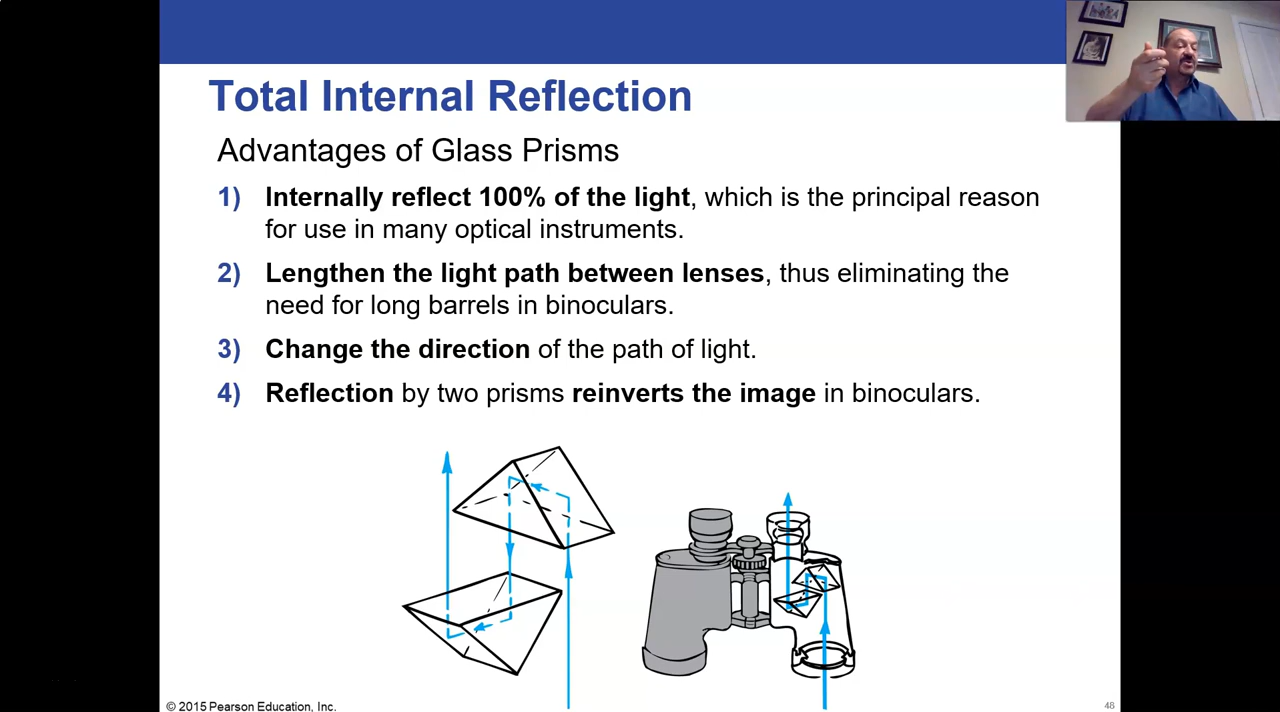 Total Internal Reflection
Advantages of Glass Prisms
1) Internally reflect 100% of the light, which is the principal reason
for use in many optical instruments.
2) Lengthen the light path between lenses, thus eliminating the
need for long barrels in binoculars.
3) Change the direction of the path of light.
4) Reflection by two prisms reinverts the image in binoculars.
© 2015 Pearson Education, Inc.
48